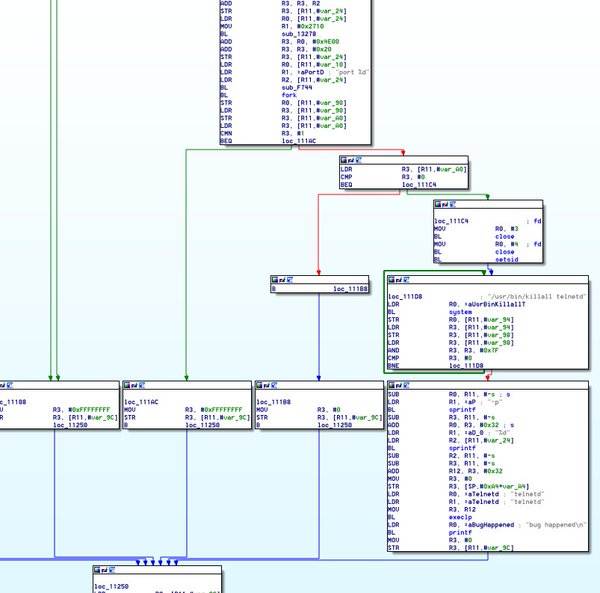 ADD R3, R3, R2
STR R3, [R11,#var_24]
LDR R0, [R11,#var_24]
MOV R1, #0x2710
BL sub_13278
ADD R3, R0, #0x4E00
ADD R3, R3, #0x20
STR R3, [R11,#var_24]
LDR R0, [R11,#var_10]
LDR R1, =aPortD ; "port %d"
LDR R2, [R11,#var_24]
BL sub_F744
BL fork
STR R0, [R11,#var_90]
LDR R3, [R11,#var_90]
STR R3, [R11,#var_A0]
LDR R3, [R11,#var_A0]
CMN R3, #1
BEQ loc_111AC
LDR R3, [R11,#var_A0]
CMP R3, #0
BEQ loc_111C4
loc_111C4 ; fd
MOV R0, #3
BL close
MOV R0, #4 ; fd
BL close
BL setsid
B loc_111B8
loc_111D8 ; "/usr/bin/killall telnetd"
LDR R0, =aUsrBinKillallT
BL system
STR R0, [R11,#var_94]
LDR R3, [R11,#var_94]
STR R3, [R11,#var_98]
LDR R3, [R11,#var_98]
AND R3, R3, #0x7F
CMP R3, #0
BNE loc_111D8
R3, #0xFFFFFFFF
R3, [R11,#var_9C]
loc_11250
loc_111AC
MOV R3, #0xFFFFFFFF
STR R3, [R11,#var_9C]
B loc_11250
loc_111B8
MOV R3, #0
STR R3, [R11,#var_9C]
B loc_11250
SUB R0, R11, #-s ; s
LDR R1, =aP ; "-p"
BL sprintf
SUB R3, R11, #-s
ADD R0, R3, #0x32 ; s
LDR R1, =aD_0 ; "%d"
LDR R2, [R11,#var_24]
BL sprintf
SUB R2, R11, #-s
SUB R3, R11, #-s
ADD R12, R3, #0x32
MOV R3, #0
STR R3, [SP,#0xA4+var_A4]
LDR R0, =aTelnetd ; "telnetd"
LDR R1, =aTelnetd ; "telnetd"
MOV R3, R12
BL execlp
LDR R0, =aBugHappened ; "bug happened\n"
BL printf
MOV R3, #0
STR R3, [R11,#var_9C]
loc_11250